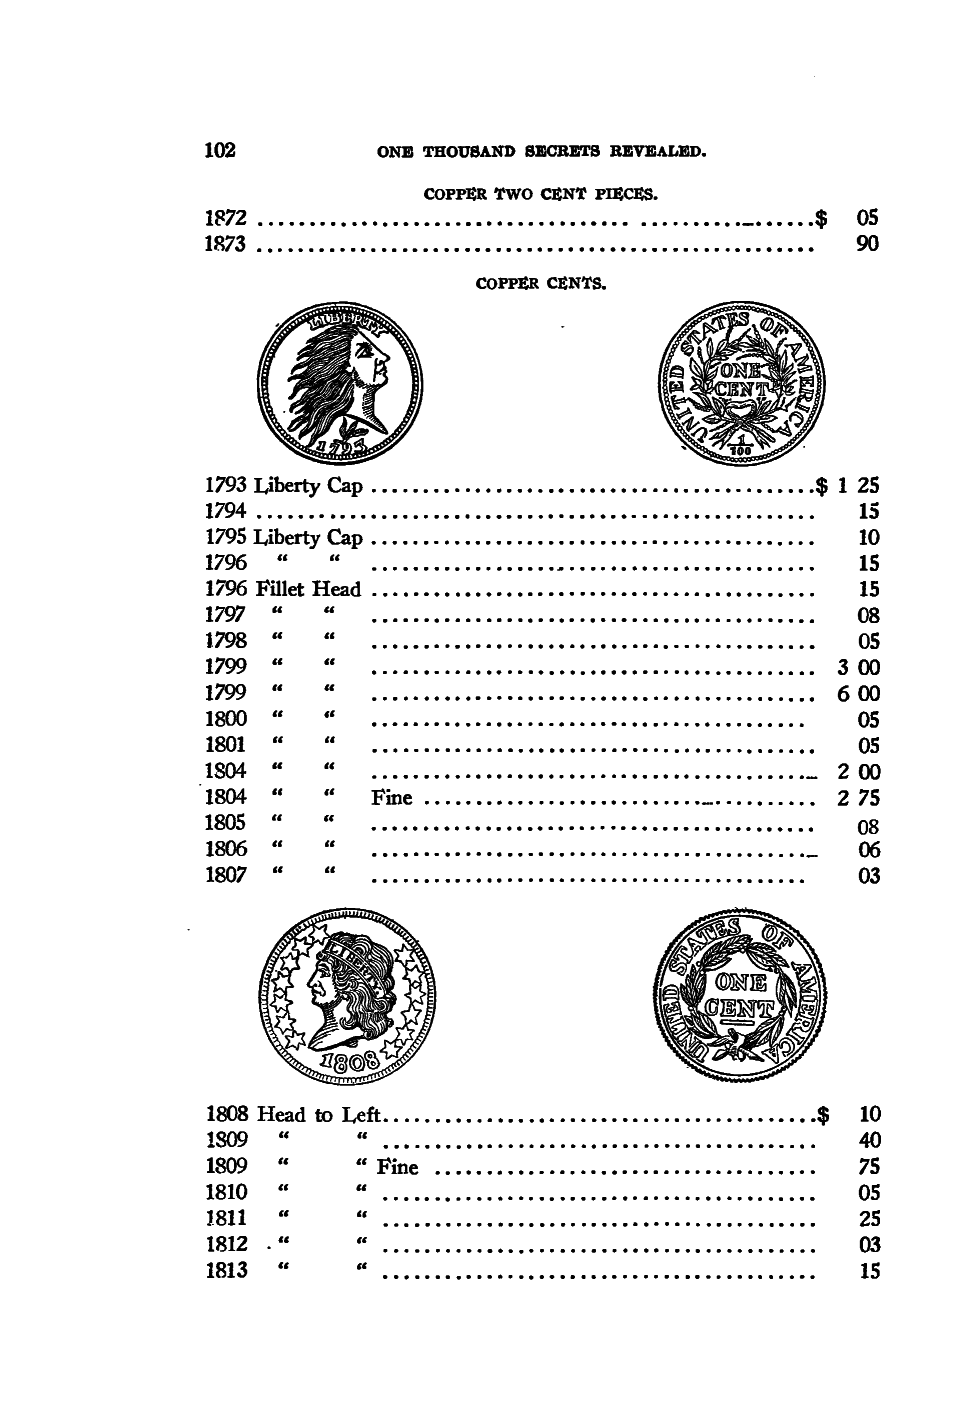 102 ONE THOUSAND SECRETS REVEALED.
COPPER TWO CENT PIECES.
1872 ........................................................$ 05
1873 ........................................................ 90
COPPER CENTS.
LIBERTY
1793
UNITED STATES OF AMERICA
ONE
CENT
1
100
1793 Liberty Cap ...........................................$ 1 25
1794 ........................................................ 15
1795 Liberty Cap ........................................... 10
1796 “ “ ........................................... 15
1796 Fillet Head ........................................... 15
1797 “ “ ........................................... 08
1798 “ “ ........................................... 05
1799 “ “ ........................................... 3 00
1799 “ “ ........................................... 6 00
1800 “ “ .......................................... 05
1801 “ “ ........................................... 05
1804 “ “ ........................................... 2 00
1804 “ “ Fine ...................................... 2 75
1805 “ “ ........................................... 08
1806 “ “ ........................................... 06
1807 “ “ .......................................... 03
LIBERTY
1808
UNITED STATES OF AMERICA
ONE
CENT
1808 Head to Left..........................................$ 10
1809 “ “ .......................................... 40
1809 “ “ Fine ..................................... 75
1810 “ “ .......................................... 05
1811 “ “ .......................................... 25
1812 “ “ .......................................... 03
1813 “ “ .......................................... 15